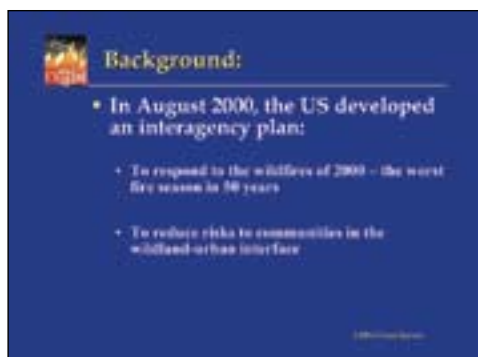 Background:
• In August 2000, the US developed
an interagency plan:
• To respond to the wildfires of 2000 – the worst
fire season in 50 years
• To reduce risks to communities in the
wildland-urban interface